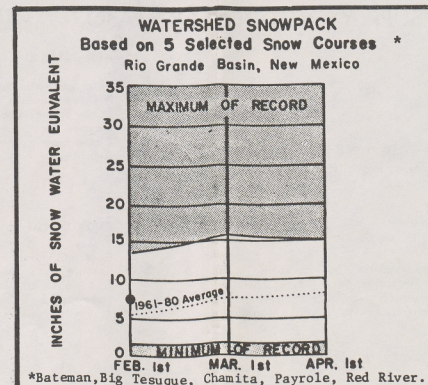 WATERSHED SNOWPACK
Based on 5 Selected Snow Courses *
Rio Grande Basin, New Mexico
INCHES OF SNOW WATER EUIVALENT
35
MAXIMUM OF RECORD
30
25
20
15
10
1961-80 Average
5
0
MINIMUM OF RECORD
FEB. 1st MAR. 1st APR. 1st
*Bateman,Big Tesuque, Chamita, Payrole, Red River.